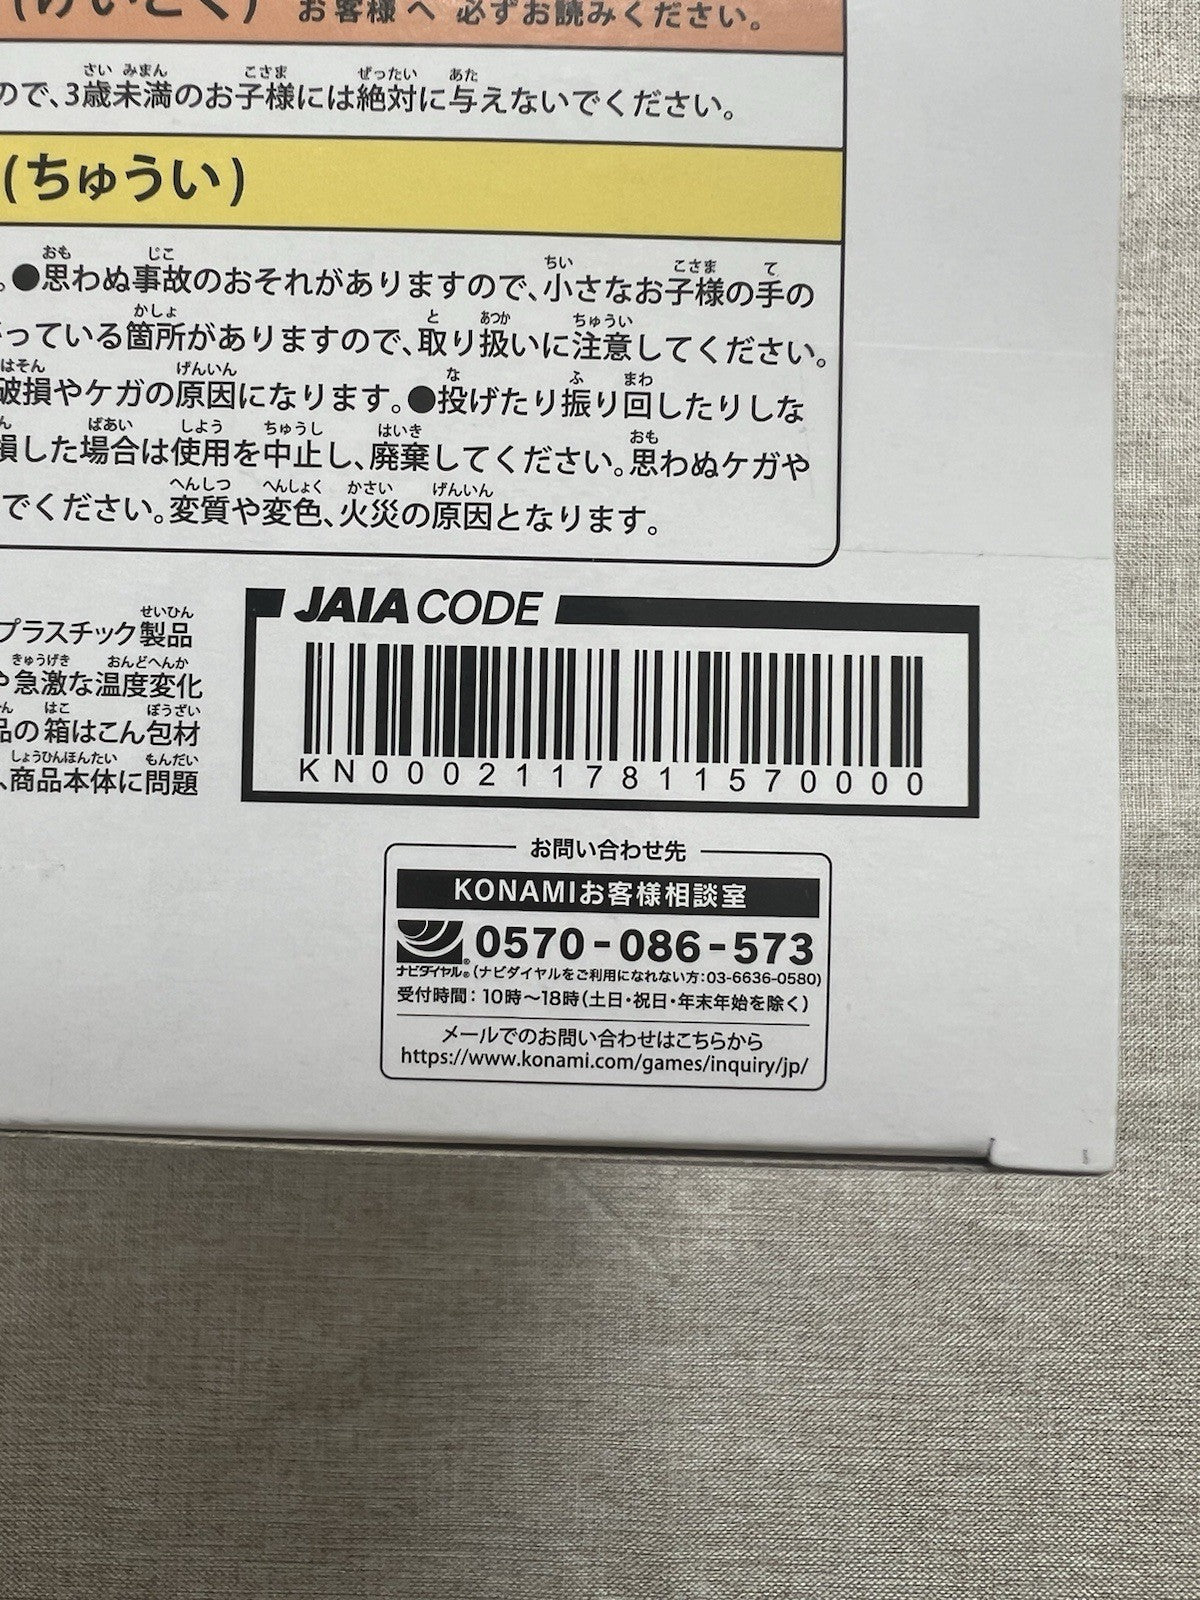 (けいこく) お客様へ 必ずお読みください。
ので、3歳未満のお子様には絶対に与えないでください。
(ちゅうい)
。●思わぬ事故のおそれがありますので、小さなお子様の手の
っている箇所がありますので、取り扱いに注意してください。
破損やケガの原因になります。●投げたり振り回したりしな
損した場合は使用を中止し、廃棄してください。思わぬケガや
でください。変質や変色、火災の原因となります。
プラスチック製品
や急激な温度変化
品の箱はこん包材
、商品本体に問題
JAIA CODE
KN0002117811570000
お問い合わせ先
KONAMIお客様相談室
0570-086-573
ナビダイヤル® (ナビダイヤルをご利用になれない方:03-6636-0580)
受付時間:10時〜18時(土日・祝日・年末年始を除く)
メールでのお問い合わせはこちらから
https://www.konami.com/games/inquiry/jp/